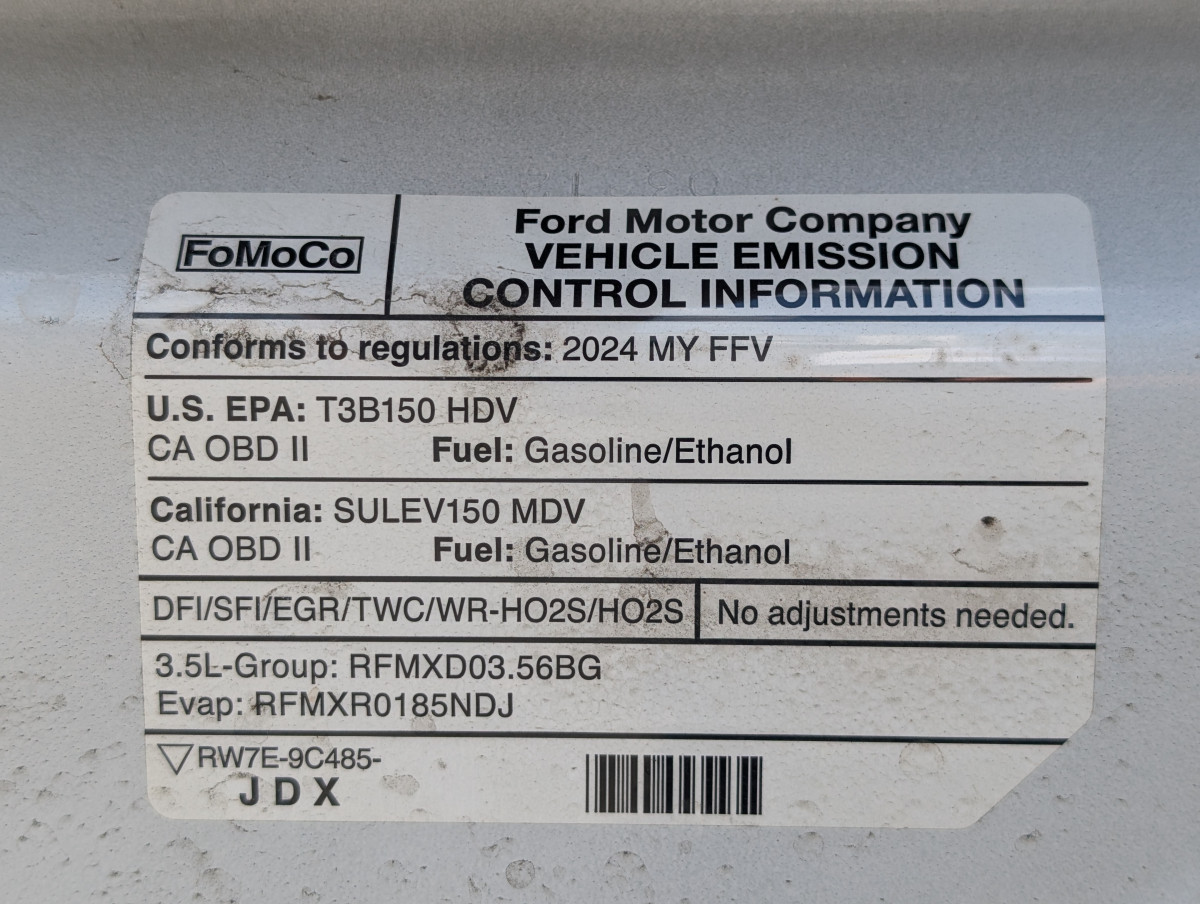 FoMoCo
Ford Motor Company
VEHICLE EMISSION
CONTROL INFORMATION
Conforms to regulations: 2024 MY FFV
U.S. EPA: T3B150 HDV
CA OBD II Fuel: Gasoline/Ethanol
California: SULEV150 MDV
CA OBD II Fuel: Gasoline/Ethanol
DFI/SFI/EGR/TWC/WR-HO2S/HO2S No adjustments needed.
3.5L-Group: RFMXD03.56BG
Evap: RFMXR0185NDJ
RW7E-9C485-
JDX